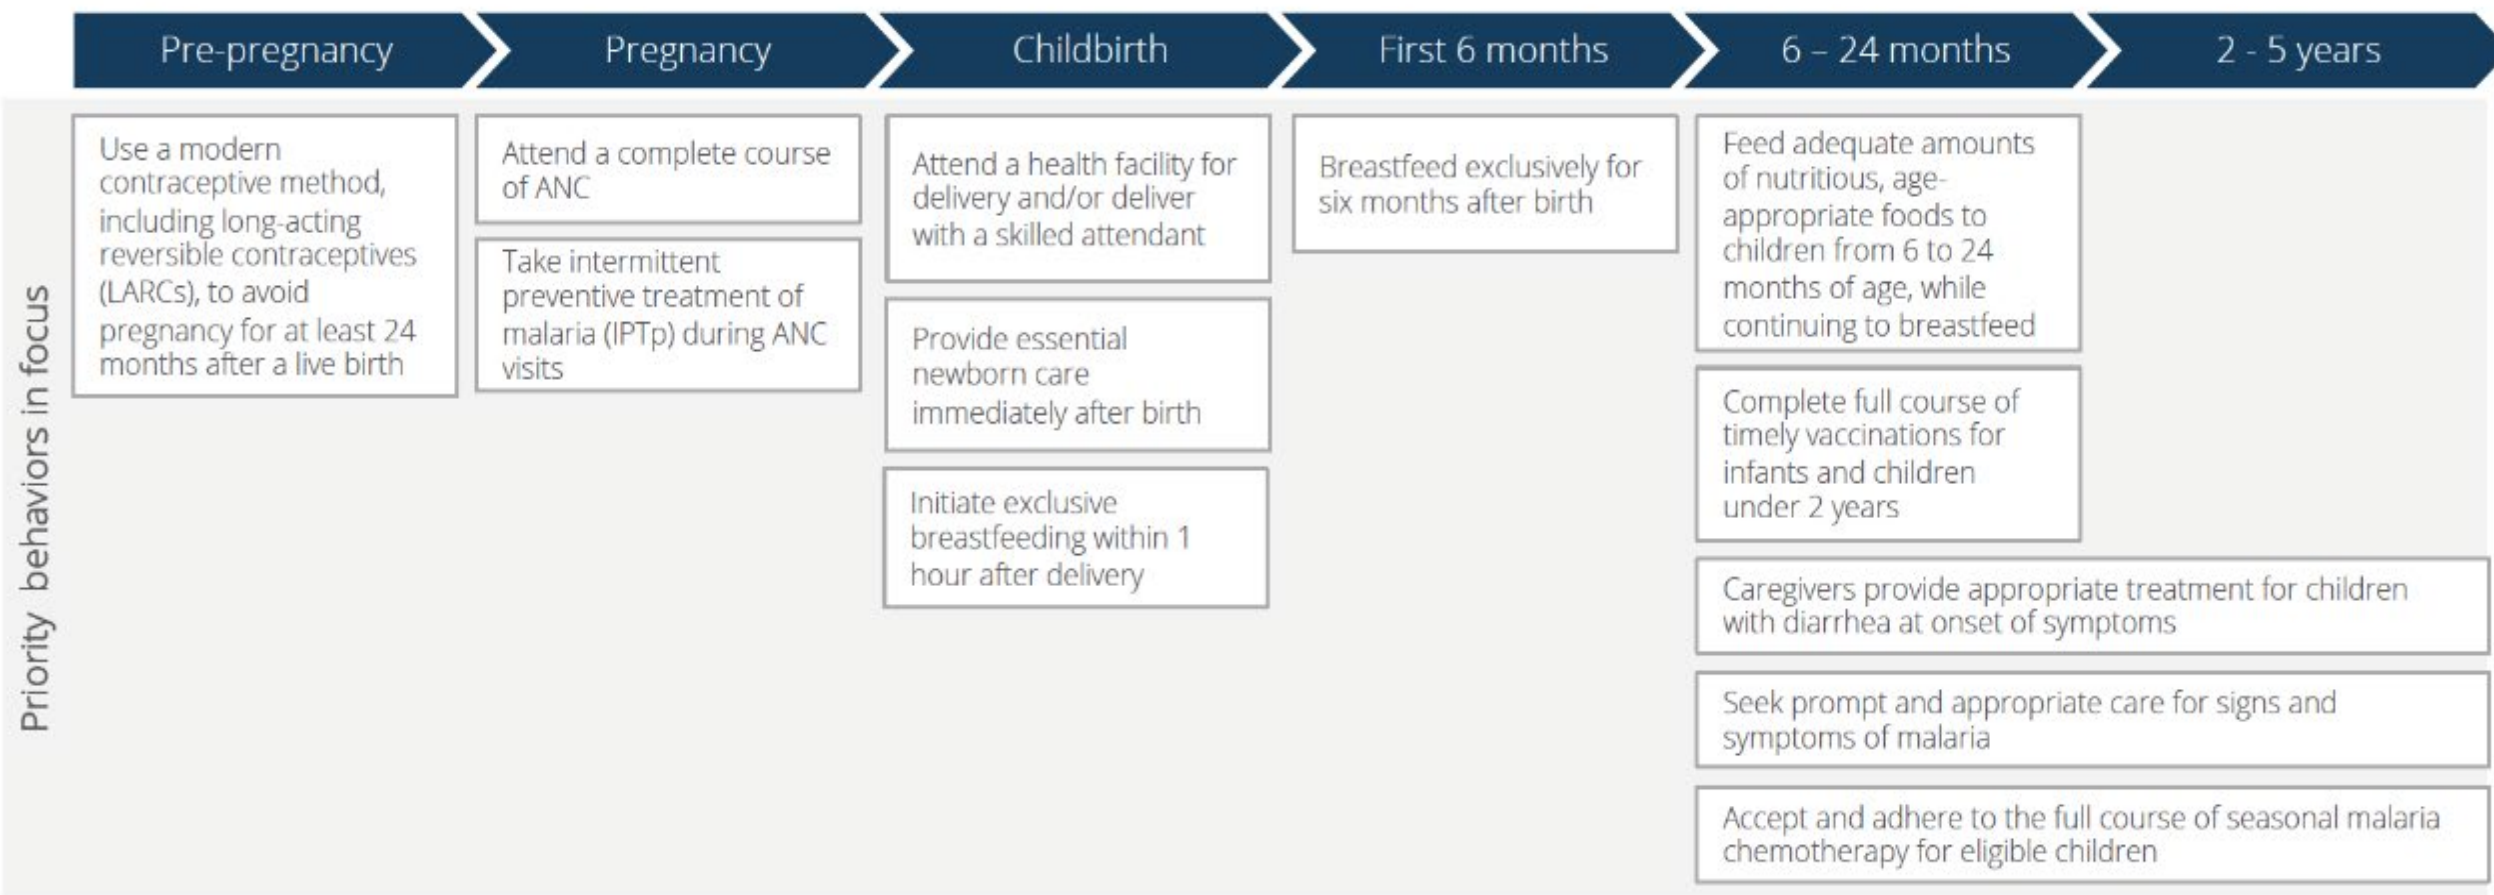 Pre-pregnancy
Pregnancy
Childbirth
First 6 months
6 – 24 months
2 - 5 years
Priority behaviors in focus
Use a modern
contraceptive method,
including long-acting
reversible contraceptives
(LARCs), to avoid
pregnancy for at least 24
months after a live birth
Attend a complete course
of ANC
Take intermittent
preventive treatment of
malaria (IPTp) during ANC
visits
Attend a health facility for
delivery and/or deliver
with a skilled attendant
Provide essential
newborn care
immediately after birth
Initiate exclusive
breastfeeding within 1
hour after delivery
Breastfeed exclusively for
six months after birth
Feed adequate amounts
of nutritious, age-
appropriate foods to
children from 6 to 24
months of age, while
continuing to breastfeed
Complete full course of
timely vaccinations for
infants and children
under 2 years
Caregivers provide appropriate treatment for children
with diarrhea at onset of symptoms
Seek prompt and appropriate care for signs and
symptoms of malaria
Accept and adhere to the full course of seasonal malaria
chemotherapy for eligible children